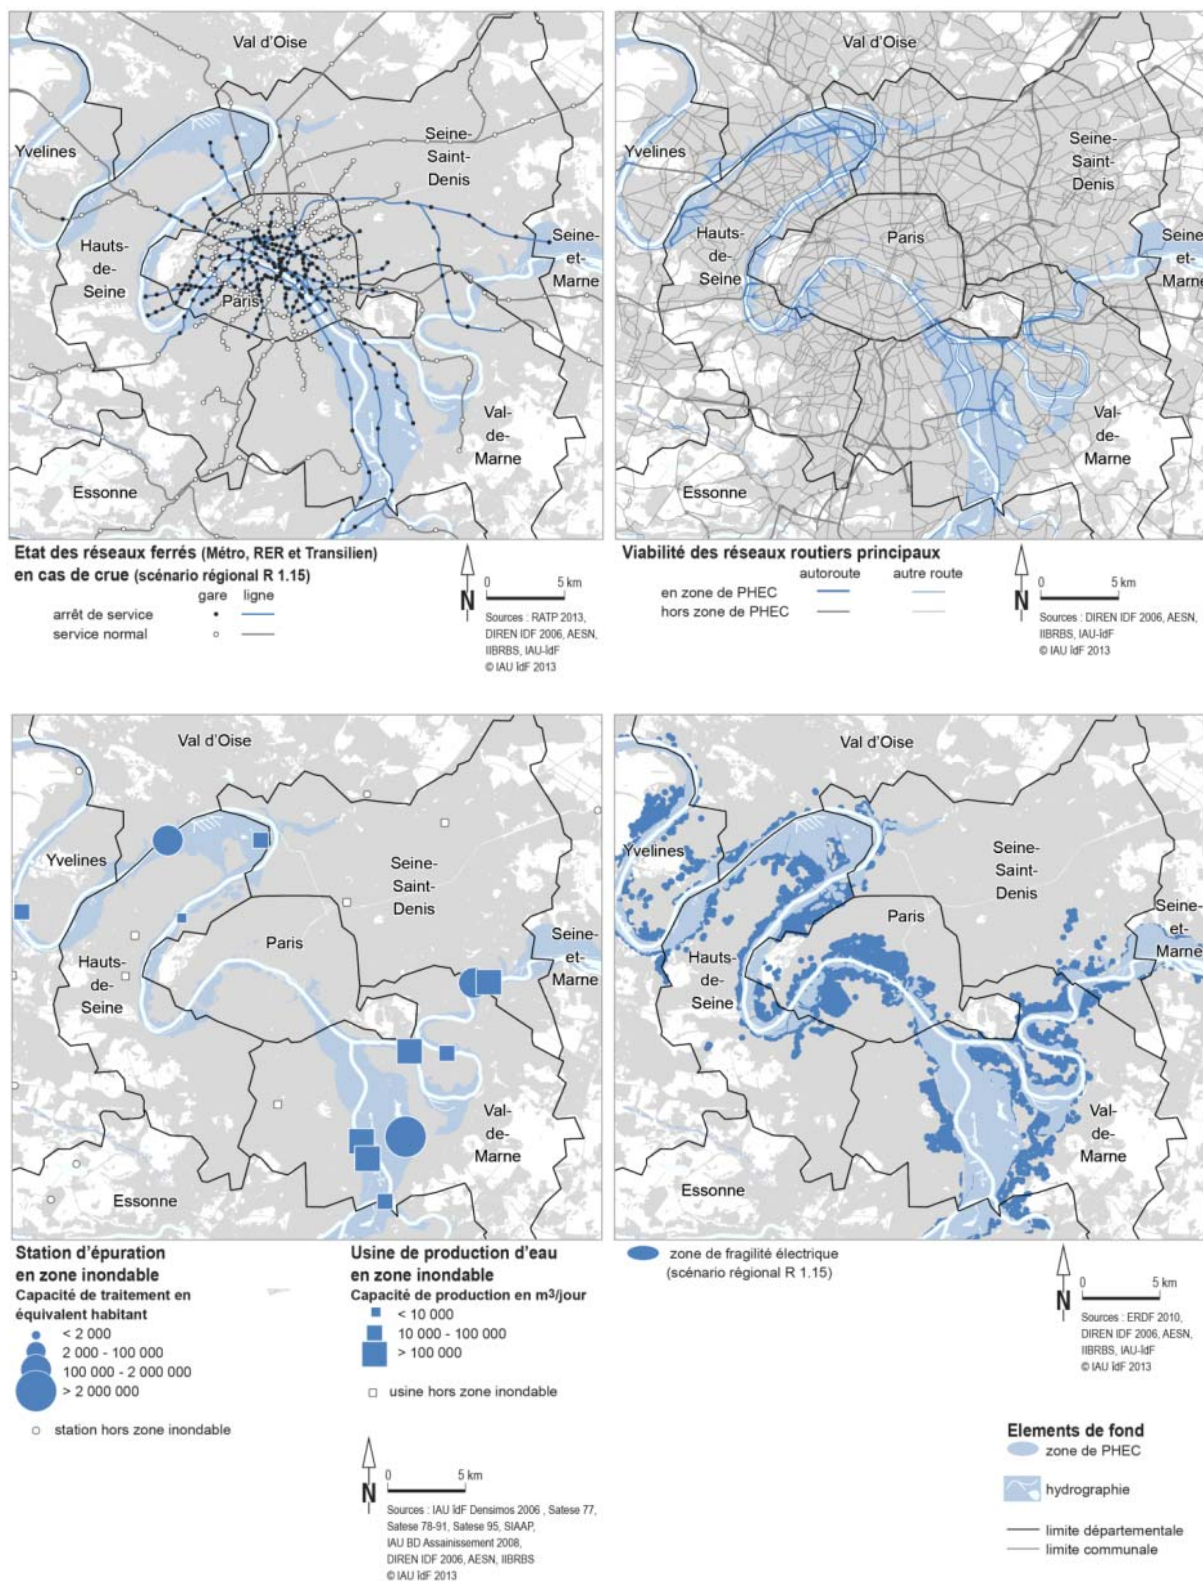 Val d'Oise
Yvelines
Seine-
Saint-
Denis
Hauts-
de-
Seine
Paris
Seine-
et-
Marne
Val-
de-
Marne
Essonne
Etat des réseaux ferrés (Métro, RER et Transilien)
en cas de crue (scénario régional R 1.15)
gare ligne
arrêt de service
service normal
N
0 5 km
Sources : RATP 2013,
DIREN IDF 2006, AESN,
IIBRBS, IAU-îdF
© IAU îdF 2013
Val d'Oise
Yvelines
Seine-
Saint-
Denis
Hauts-
de-
Seine
Paris
Seine-
et-
Marne
Val-
de-
Marne
Essonne
Viabilité des réseaux routiers principaux
autoroute autre route
en zone de PHEC
hors zone de PHEC
N
0 5 km
Sources : DIREN IDF 2006, AESN,
IIBRBS, IAU-îdF
© IAU îdF 2013
Val d'Oise
Yvelines
Seine-
Saint-
Denis
Paris
Hauts-
de-
Seine
Seine-
et-
Marne
Val-
de-
Marne
Essonne
Station d'épuration
en zone inondable
Capacité de traitement en
équivalent habitant
< 2 000
2 000 - 100 000
100 000 - 2 000 000
> 2 000 000
station hors zone inondable
Usine de production d'eau
en zone inondable
Capacité de production en m³/jour
< 10 000
10 000 - 100 000
> 100 000
usine hors zone inondable
N
0 5 km
Sources : IAU îdF Densimos 2006 , Satese 77,
Satese 78-91, Satese 95, SIAAP,
IAU BD Assainissement 2008,
DIREN IDF 2006, AESN, IIBRBS
© IAU îdF 2013
Val d'Oise
Yvelines
Seine-
Saint-
Denis
Paris
Hauts-
de-
Seine
Seine-
et-
Marne
Val-
de-
Marne
Essonne
zone de fragilité électrique
(scénario régional R 1.15)
N
0 5 km
Sources : ERDF 2010,
DIREN IDF 2006, AESN,
IIBRBS, IAU-îdF
© IAU îdF 2013
Elements de fond
zone de PHEC
hydrographie
limite départementale
limite communale